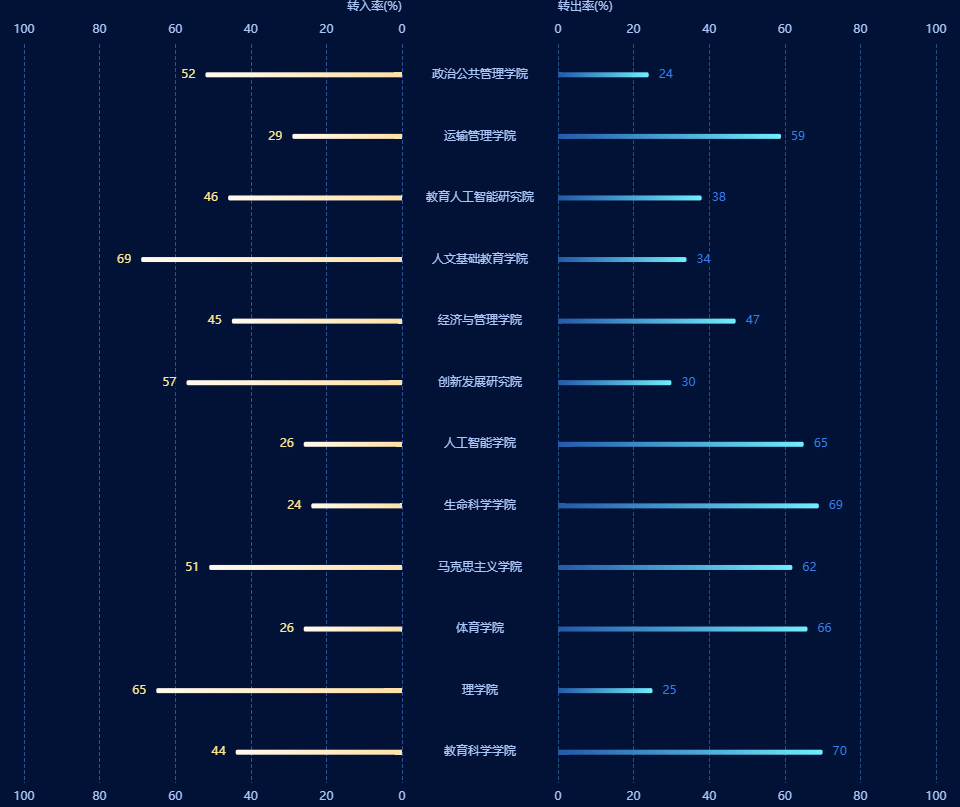 转入率(%) 转出率(%)
100 80 60 40 20 0 0 20 40 60 80 100
52 政治公共管理学院 24
29 运输管理学院 59
46 教育人工智能研究院 38
69 人文基础教育学院 34
45 经济与管理学院 47
57 创新发展研究院 30
26 人工智能学院 65
24 生命科学学院 69
51 马克思主义学院 62
26 体育学院 66
65 理学院 25
44 教育科学学院 70
100 80 60 40 20 0 0 20 40 60 80 100